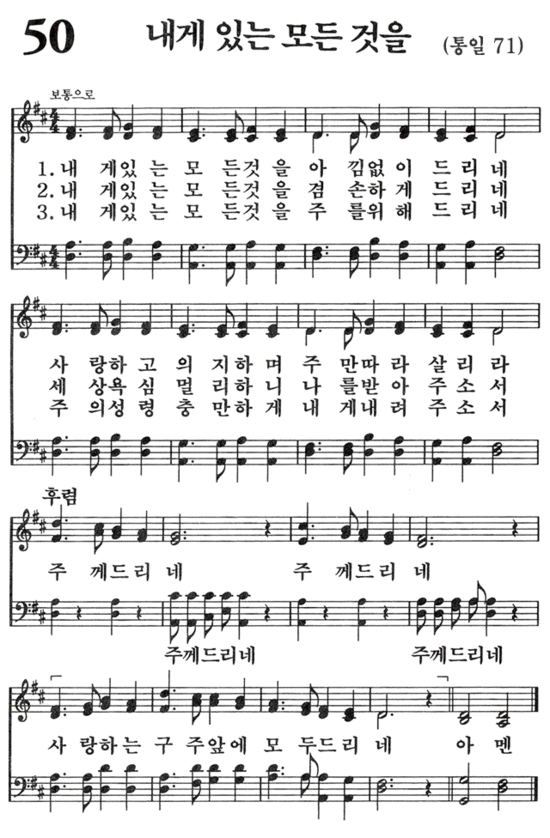 50 내게 있는 모든 것을 (통일 71)
보통으로
1. 내 게있 는 모 든것 을 아 낌없 이 드리 네
2. 내 게있 는 모 든것 을 겸 손하 게 드리 네
3. 내 게있 는 모 든것 을 주 를위 해 드리 네
사 랑하 고 의 지하 며 주 만따 라 살리 라
세 상욕 심 멀 리하 니 나 를받 아 주소 서
주 의성 령 충 만하 게 내 게내 려 주소 서
후렴
주 께드리 네 주 께드리 네
주께드리네 주께드리네
사 랑하는 구 주앞에 모 두드리 네 아 멘